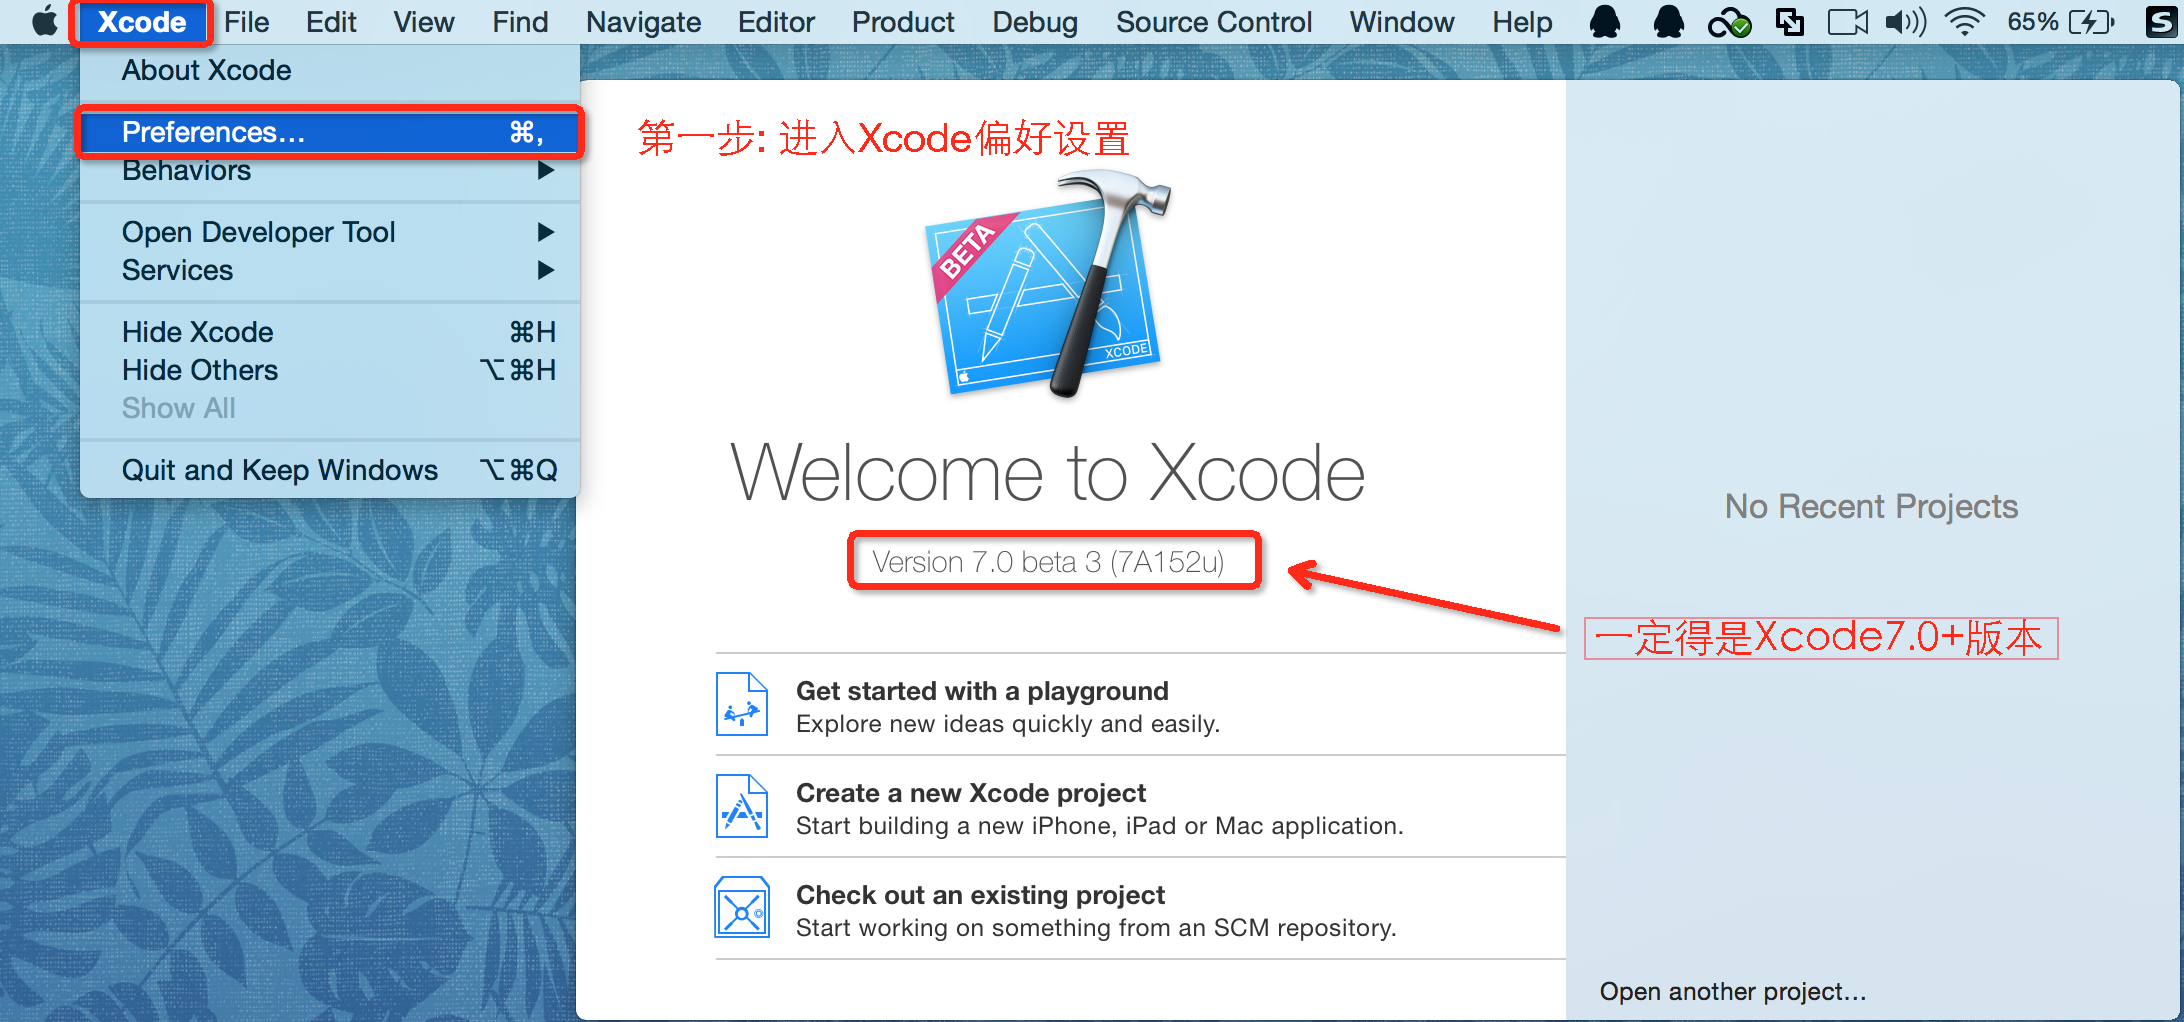 Xcode File Edit View Find Navigate Editor Product Debug Source Control Window Help 65% S
About Xcode
Preferences... ⌘,
Behaviors ▶
Open Developer Tool ▶
Services ▶
Hide Xcode ⌘H
Hide Others ⌥⌘H
Show All
Quit and Keep Windows ⌥⌘Q
第一步: 进入Xcode偏好设置
BETA
XCODE
Welcome to Xcode
Version 7.0 beta 3 (7A152u)
Get started with a playground
Explore new ideas quickly and easily.
Create a new Xcode project
Start building a new iPhone, iPad or Mac application.
Check out an existing project
Start working on something from an SCM repository.
No Recent Projects
一定得是Xcode7.0+版本
Open another project...